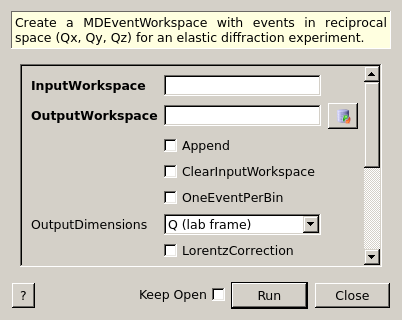 Create a MDEventWorkspace with events in reciprocal
space (Qx, Qy, Qz) for an elastic diffraction experiment.
InputWorkspace
OutputWorkspace
Append
ClearInputWorkspace
OneEventPerBin
OutputDimensions Q (lab frame)
LorentzCorrection
? Keep Open Run Close